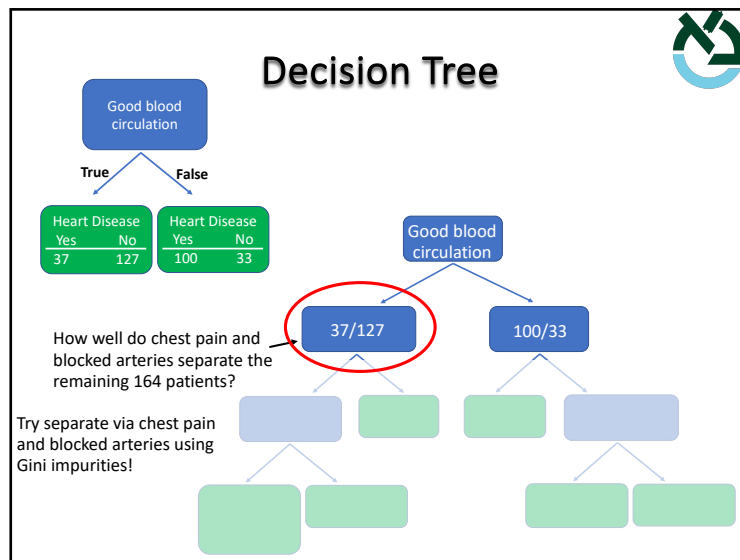 Decision Tree
Good blood
circulation
True
False
Heart Disease
Yes No
37 127
Heart Disease
Yes No
100 33
Good blood
circulation
37/127
100/33
How well do chest pain and
blocked arteries separate the
remaining 164 patients?
Try separate via chest pain
and blocked arteries using
Gini impurities!